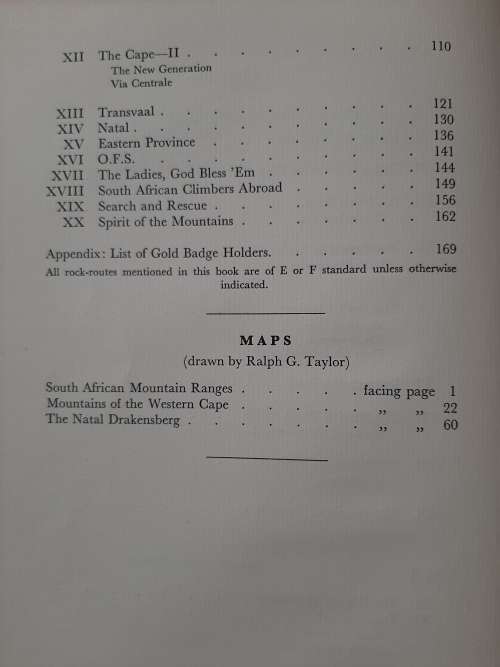 XII The Cape—II . . . . . . . . . 110
The New Generation
Via Centrale
XIII Transvaal . . . . . . . . . . 121
XIV Natal . . . . . . . . . . . 130
XV Eastern Province . . . . . . . . 136
XVI O.F.S. . . . . . . . . . . 141
XVII The Ladies, God Bless 'Em . . . . . . 144
XVIII South African Climbers Abroad . . . . . 149
XIX Search and Rescue . . . . . . . . 156
XX Spirit of the Mountains . . . . . . . 162
Appendix: List of Gold Badge Holders. . . . . . 169
All rock-routes mentioned in this book are of E or F standard unless otherwise
indicated.
MAPS
(drawn by Ralph G. Taylor)
South African Mountain Ranges . . . . . facing page 1
Mountains of the Western Cape . . . . . „ „ 22
The Natal Drakensberg . . . . . . . „ „ 60